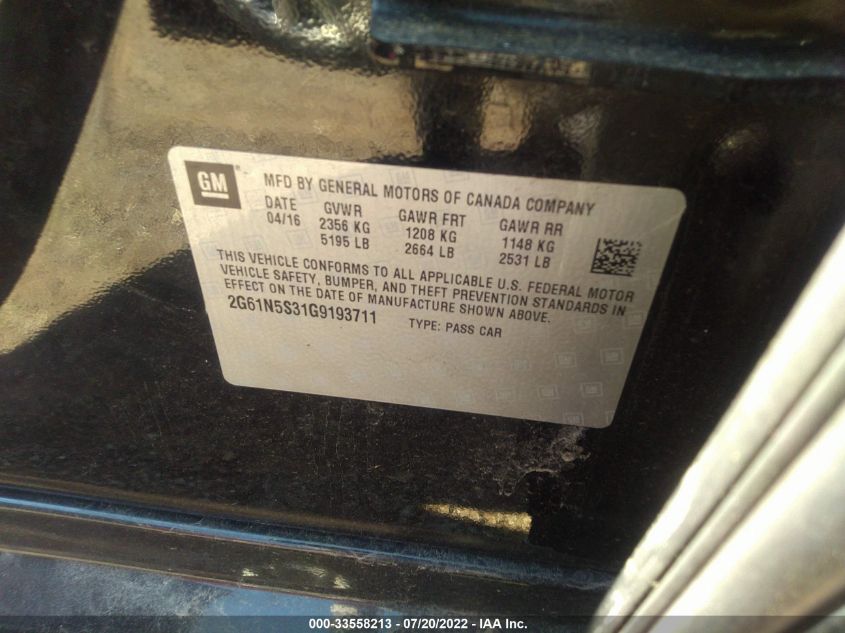 GM
MFD BY GENERAL MOTORS OF CANADA COMPANY
DATE GVWR GAWR FRT GAWR RR
04/16 2356 KG 1208 KG 1148 KG
5195 LB 2664 LB 2531 LB
THIS VEHICLE CONFORMS TO ALL APPLICABLE U.S. FEDERAL MOTOR
VEHICLE SAFETY, BUMPER, AND THEFT PREVENTION STANDARDS IN
EFFECT ON THE DATE OF MANUFACTURE SHOWN ABOVE.
2G61N5S31G9193711 TYPE: PASS CAR
000-33558213 - 07/20/2022 - IAA Inc.